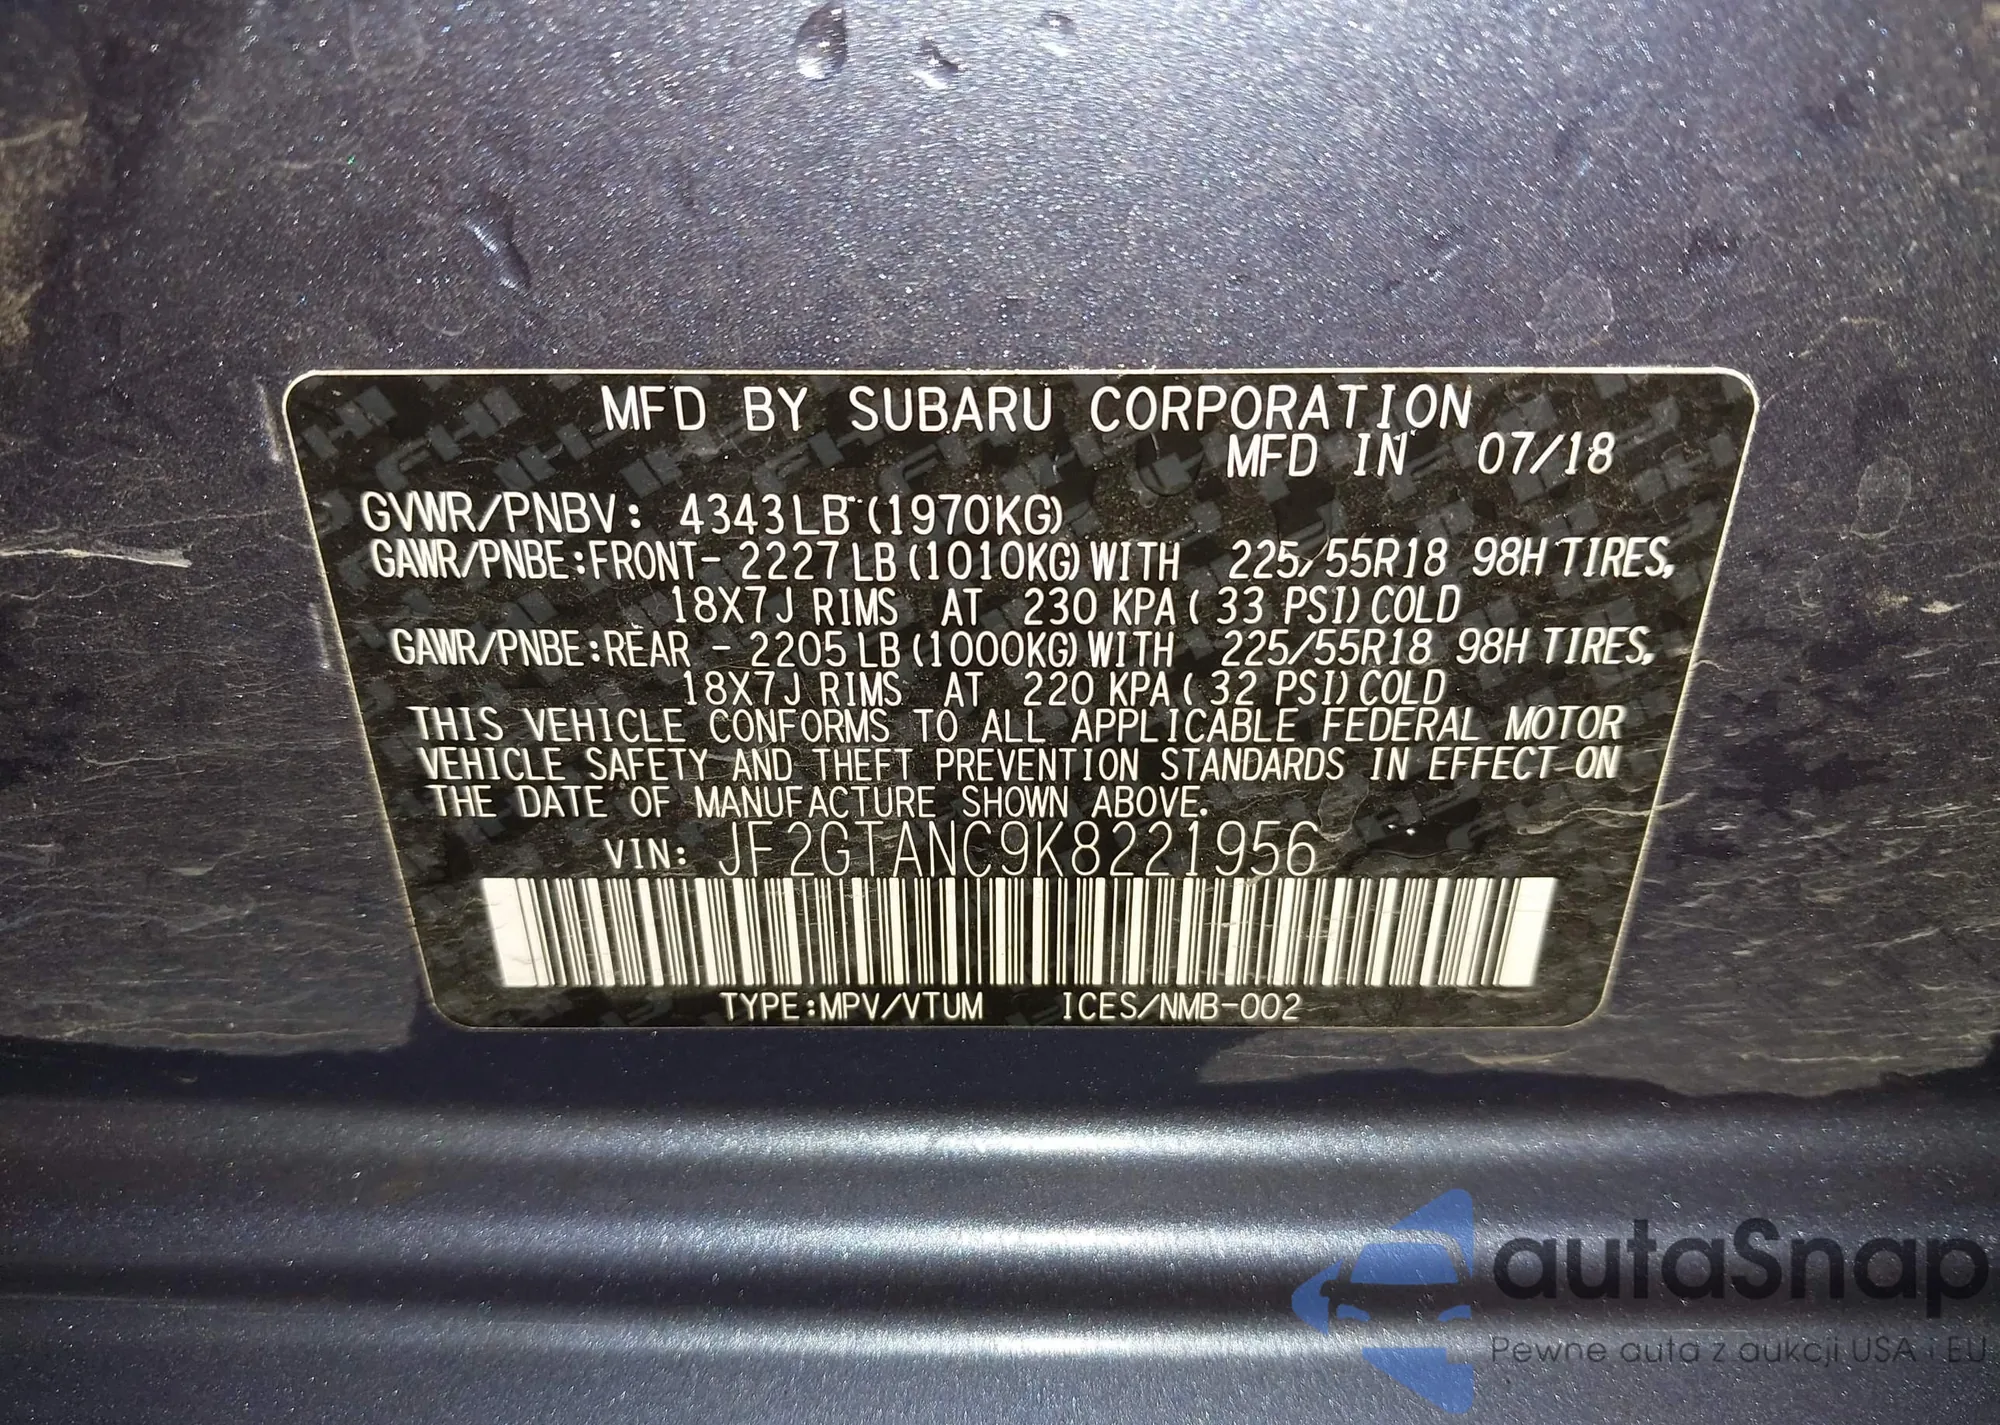 MFD BY SUBARU CORPORATION
MFD IN 07/18
GVWR/PNBV: 4343LB (1970KG)
GAWR/PNBE:FRONT- 2227LB(1010KG)WITH 225/55R18 98H TIRES,
18X7J RIMS AT 230 KPA( 33 PSI)COLD
GAWR/PNBE:REAR - 2205LB(1000KG)WITH 225/55R18 98H TIRES,
18X7J RIMS AT 220 KPA( 32 PSI)COLD
THIS VEHICLE CONFORMS TO ALL APPLICABLE FEDERAL MOTOR
VEHICLE SAFETY AND THEFT PREVENTION STANDARDS IN EFFECT ON
THE DATE OF MANUFACTURE SHOWN ABOVE.
VIN: JF2GTANC9K8221956
TYPE:MPV/VTUM ICES/NMB-002
autaSnap
Pewne auta z aukcji USA i EU